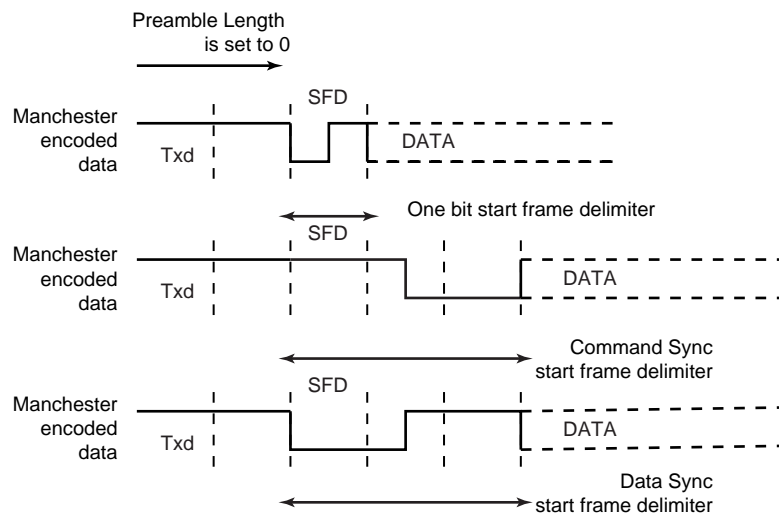 Preamble Length
is set to 0
SFD
Manchester
encoded
data
Txd
DATA
One bit start frame delimiter
SFD
Manchester
encoded
data
Txd
DATA
Command Sync
start frame delimiter
SFD
Manchester
encoded
data
Txd
DATA
Data Sync
start frame delimiter